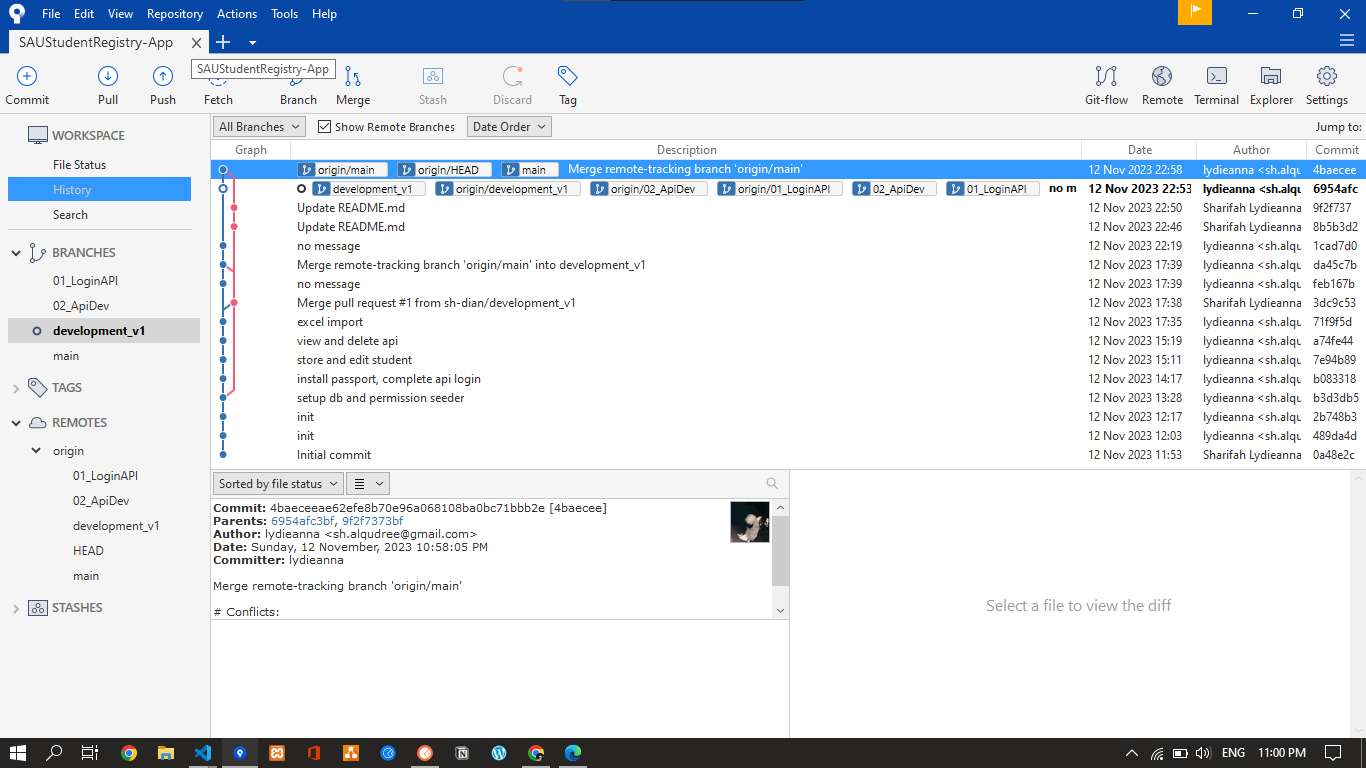 File Edit View Repository Actions Tools Help
SAUStudentRegistry-App
SAUStudentRegistry-App
Commit Pull Push Fetch Branch Merge Stash Discard Tag Git-flow Remote Terminal Explorer Settings
All Branches Show Remote Branches Date Order Jump to:
Graph Description Date Author Commit
origin/main origin/HEAD main Merge remote-tracking branch 'origin/main' 12 Nov 2023 22:58 lydieanna <sh.alqu 4baecee
development_v1 origin/development_v1 origin/02_ApiDev origin/01_LoginAPI 02_ApiDev 01_LoginAPI no m 12 Nov 2023 22:53 lydieanna <sh.alqu 6954afc
Update README.md 12 Nov 2023 22:50 Sharifah Lydieanna 9f2f737
Update README.md 12 Nov 2023 22:46 Sharifah Lydieanna 8b5b3d2
no message 12 Nov 2023 22:19 lydieanna <sh.alqu 1cad7d0
Merge remote-tracking branch 'origin/main' into development_v1 12 Nov 2023 17:39 lydieanna <sh.alqu da45c7b
no message 12 Nov 2023 17:39 lydieanna <sh.alqu feb167b
Merge pull request #1 from sh-dian/development_v1 12 Nov 2023 17:38 Sharifah Lydieanna 3dc9c53
excel import 12 Nov 2023 17:35 lydieanna <sh.alqu 71f9f5d
view and delete api 12 Nov 2023 15:19 lydieanna <sh.alqu a74fe44
store and edit student 12 Nov 2023 15:11 lydieanna <sh.alqu 7e94b89
install passport, complete api login 12 Nov 2023 14:17 lydieanna <sh.alqu b083318
setup db and permission seeder 12 Nov 2023 13:28 lydieanna <sh.alqu b3d3db5
init 12 Nov 2023 12:17 lydieanna <sh.alqu 2b748b3
init 12 Nov 2023 12:03 lydieanna <sh.alqu 489da4d
Initial commit 12 Nov 2023 11:53 Sharifah Lydieanna 0a48e2c
WORKSPACE
File Status
History
Search
BRANCHES
01_LoginAPI
02_ApiDev
development_v1
main
TAGS
REMOTES
origin
01_LoginAPI
02_ApiDev
development_v1
HEAD
main
STASHES
Sorted by file status
Commit: 4baeceeae62efe8b70e96a068108ba0bc71bbb2e [4baecee]
Parents: 6954afc3bf, 9f2f7373bf
Author: lydieanna <sh.alqudree@gmail.com>
Date: Sunday, 12 November, 2023 10:58:05 PM
Committer: lydieanna
Merge remote-tracking branch 'origin/main'
# Conflicts:
Select a file to view the diff
ENG 11:00 PM